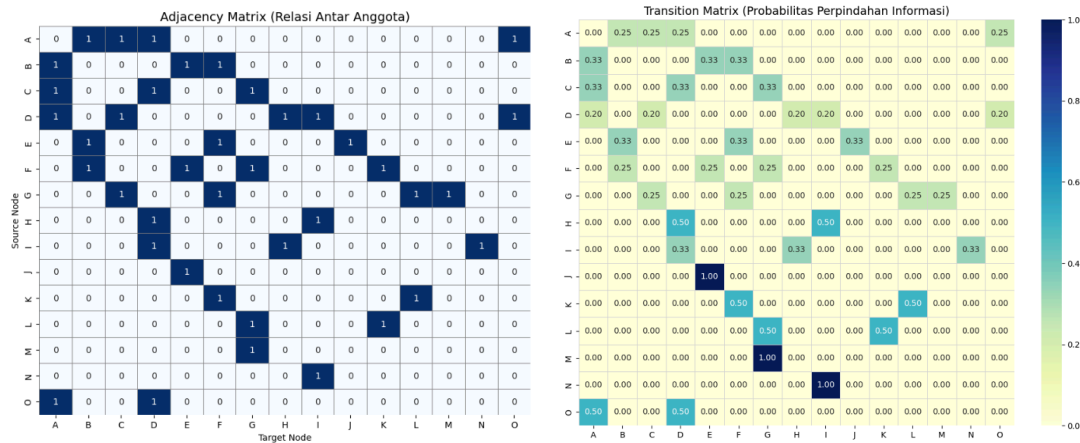 Adjacency Matrix (Relasi Antar Anggota)
A 0 1 1 1 0 0 0 0 0 0 0 0 0 0 1
B 1 0 0 0 1 1 0 0 0 0 0 0 0 0 0
C 1 0 0 1 0 0 1 0 0 0 0 0 0 0 0
D 1 0 1 0 0 0 0 1 1 0 0 0 0 0 1
E 0 1 0 0 0 1 0 0 0 1 0 0 0 0 0
F 0 1 0 0 1 0 1 0 0 0 1 0 0 0 0
G 0 0 1 0 0 1 0 0 0 0 0 1 1 0 0
H 0 0 0 1 0 0 0 0 1 0 0 0 0 0 0
I 0 0 0 1 0 0 0 1 0 0 0 0 0 1 0
J 0 0 0 0 1 0 0 0 0 0 0 0 0 0 0
K 0 0 0 0 0 1 0 0 0 0 0 1 0 0 0
L 0 0 0 0 0 0 1 0 0 0 1 0 0 0 0
M 0 0 0 0 0 0 1 0 0 0 0 0 0 0 0
N 0 0 0 0 0 0 0 0 1 0 0 0 0 0 0
O 1 0 0 1 0 0 0 0 0 0 0 0 0 0 0
A B C D E F G H I J K L M N O
Source Node
Target Node
Transition Matrix (Probabilitas Perpindahan Informasi)
A 0.00 0.25 0.25 0.25 0.00 0.00 0.00 0.00 0.00 0.00 0.00 0.00 0.00 0.00 0.25
B 0.33 0.00 0.00 0.00 0.33 0.33 0.00 0.00 0.00 0.00 0.00 0.00 0.00 0.00 0.00
C 0.33 0.00 0.00 0.33 0.00 0.00 0.33 0.00 0.00 0.00 0.00 0.00 0.00 0.00 0.00
D 0.20 0.00 0.20 0.00 0.00 0.00 0.00 0.20 0.20 0.00 0.00 0.00 0.00 0.00 0.20
E 0.00 0.33 0.00 0.00 0.00 0.33 0.00 0.00 0.00 0.33 0.00 0.00 0.00 0.00 0.00
F 0.00 0.25 0.00 0.00 0.25 0.00 0.25 0.00 0.00 0.00 0.25 0.00 0.00 0.00 0.00
G 0.00 0.00 0.25 0.00 0.00 0.25 0.00 0.00 0.00 0.00 0.00 0.25 0.25 0.00 0.00
H 0.00 0.00 0.00 0.50 0.00 0.00 0.00 0.00 0.50 0.00 0.00 0.00 0.00 0.00 0.00
I 0.00 0.00 0.00 0.33 0.00 0.00 0.00 0.33 0.00 0.00 0.00 0.00 0.00 0.33 0.00
J 0.00 0.00 0.00 0.00 1.00 0.00 0.00 0.00 0.00 0.00 0.00 0.00 0.00 0.00 0.00
K 0.00 0.00 0.00 0.00 0.00 0.50 0.00 0.00 0.00 0.00 0.00 0.50 0.00 0.00 0.00
L 0.00 0.00 0.00 0.00 0.00 0.00 0.50 0.00 0.00 0.00 0.50 0.00 0.00 0.00 0.00
M 0.00 0.00 0.00 0.00 0.00 0.00 1.00 0.00 0.00 0.00 0.00 0.00 0.00 0.00 0.00
N 0.00 0.00 0.00 0.00 0.00 0.00 0.00 0.00 1.00 0.00 0.00 0.00 0.00 0.00 0.00
O 0.50 0.00 0.00 0.50 0.00 0.00 0.00 0.00 0.00 0.00 0.00 0.00 0.00 0.00 0.00
A B C D E F G H I J K L M N O
1.0
0.8
0.6
0.4
0.2
0.0